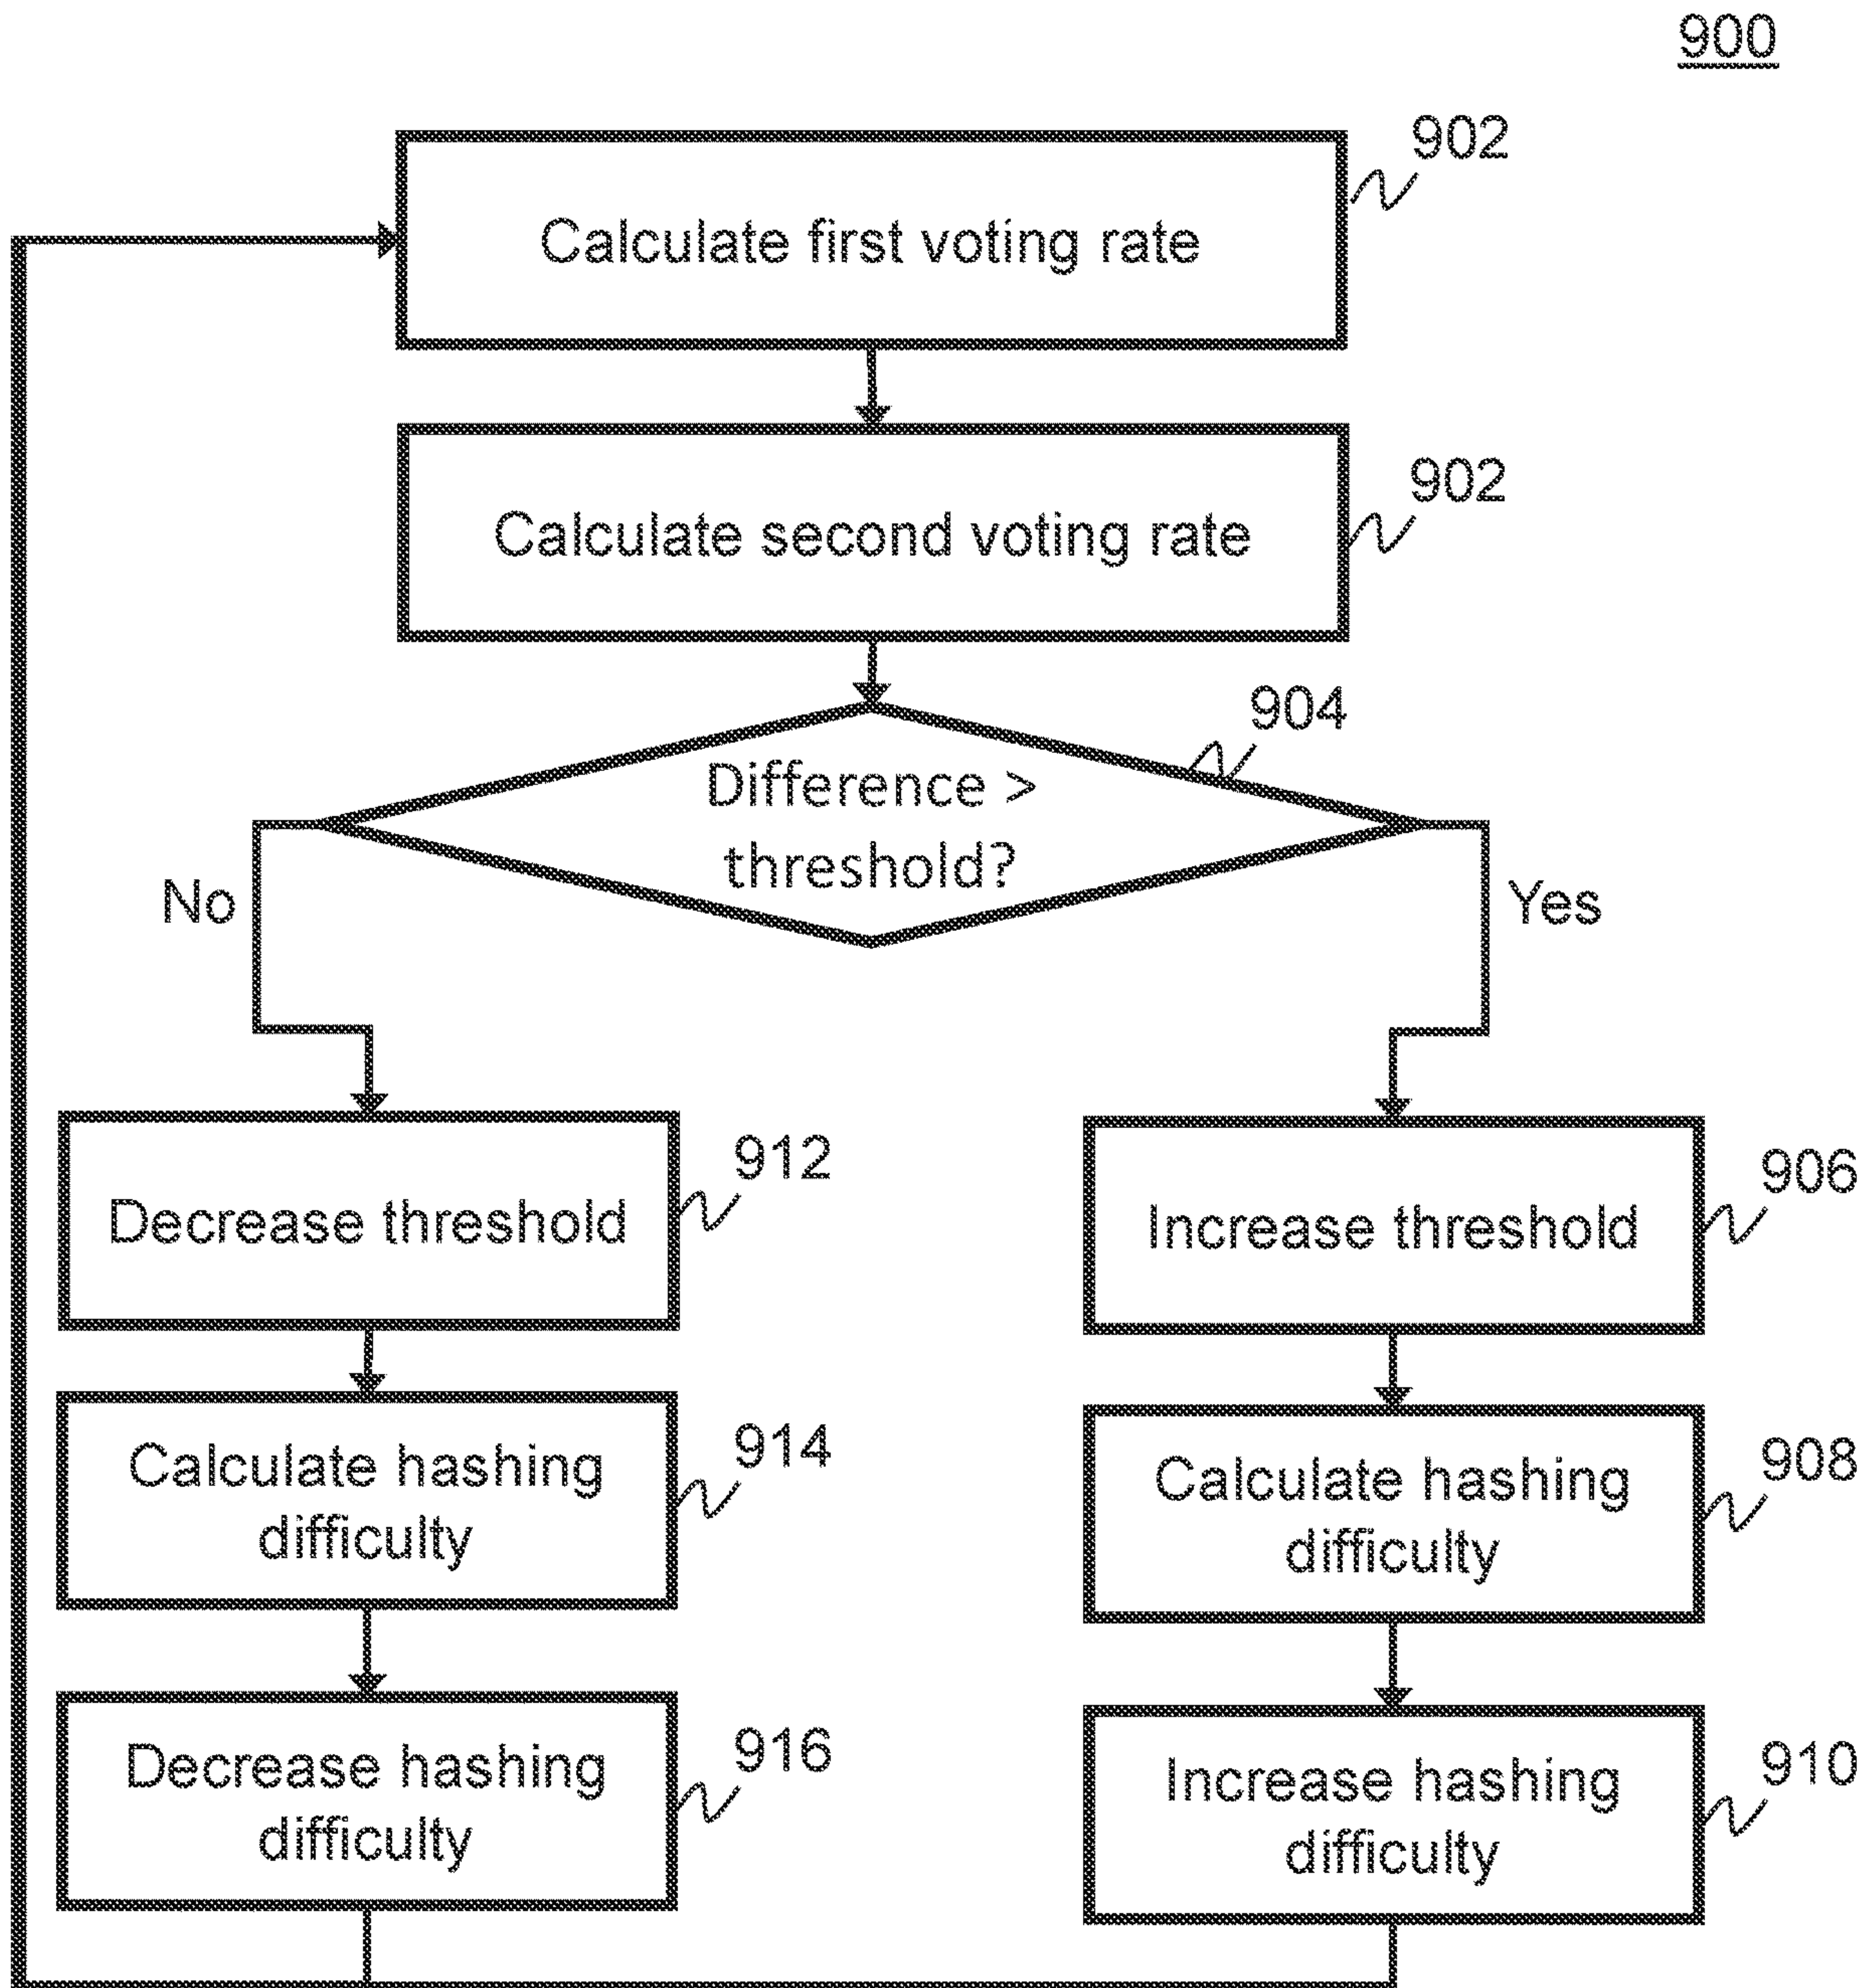 900
902
Calculate first voting rate
902
Calculate second voting rate
904
Difference >
threshold?
No
Yes
912
Decrease threshold
906
Increase threshold
914
Calculate hashing
difficulty
908
Calculate hashing
difficulty
916
Decrease hashing
difficulty
910
Increase hashing
difficulty